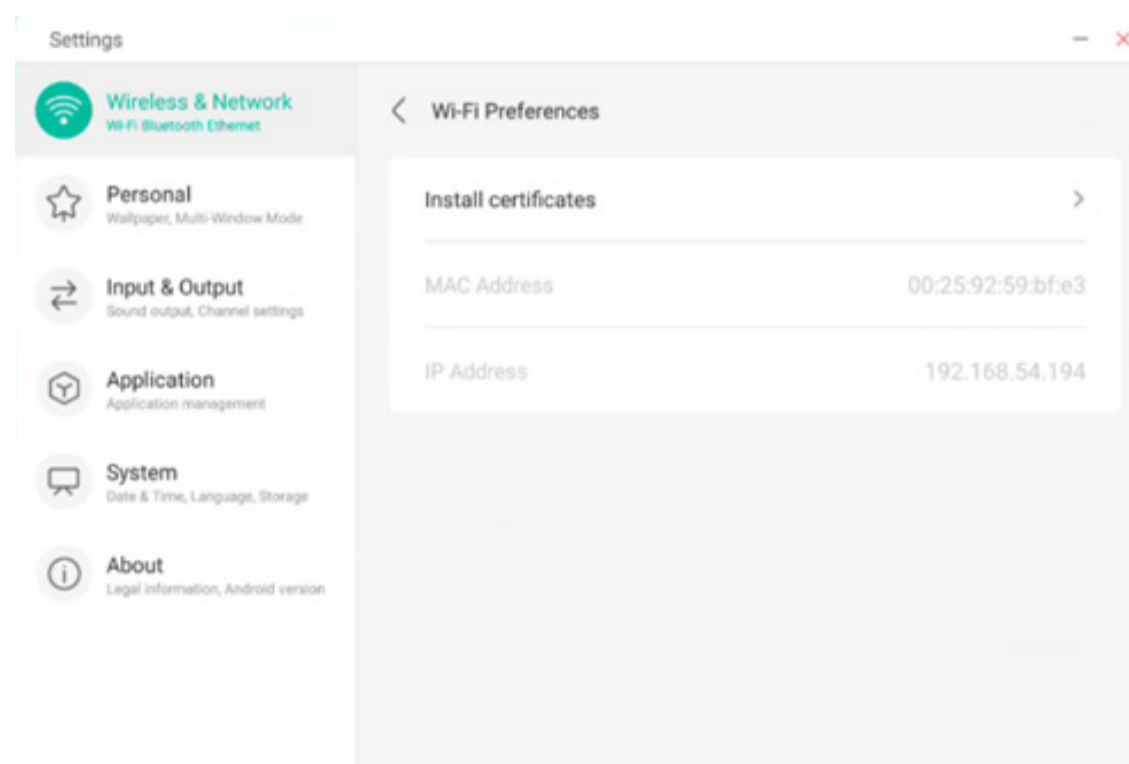 Settings
Wireless & Network
Wi-Fi Bluetooth Ethernet
Personal
Wallpaper, Multi-Window Mode
Input & Output
Sound output, Channel settings
Application
Application management
System
Date & Time, Language, Storage
About
Legal information, Android version
Wi-Fi Preferences
Install certificates
MAC Address 00:25:92:59:bf:e3
IP Address 192.168.54.194